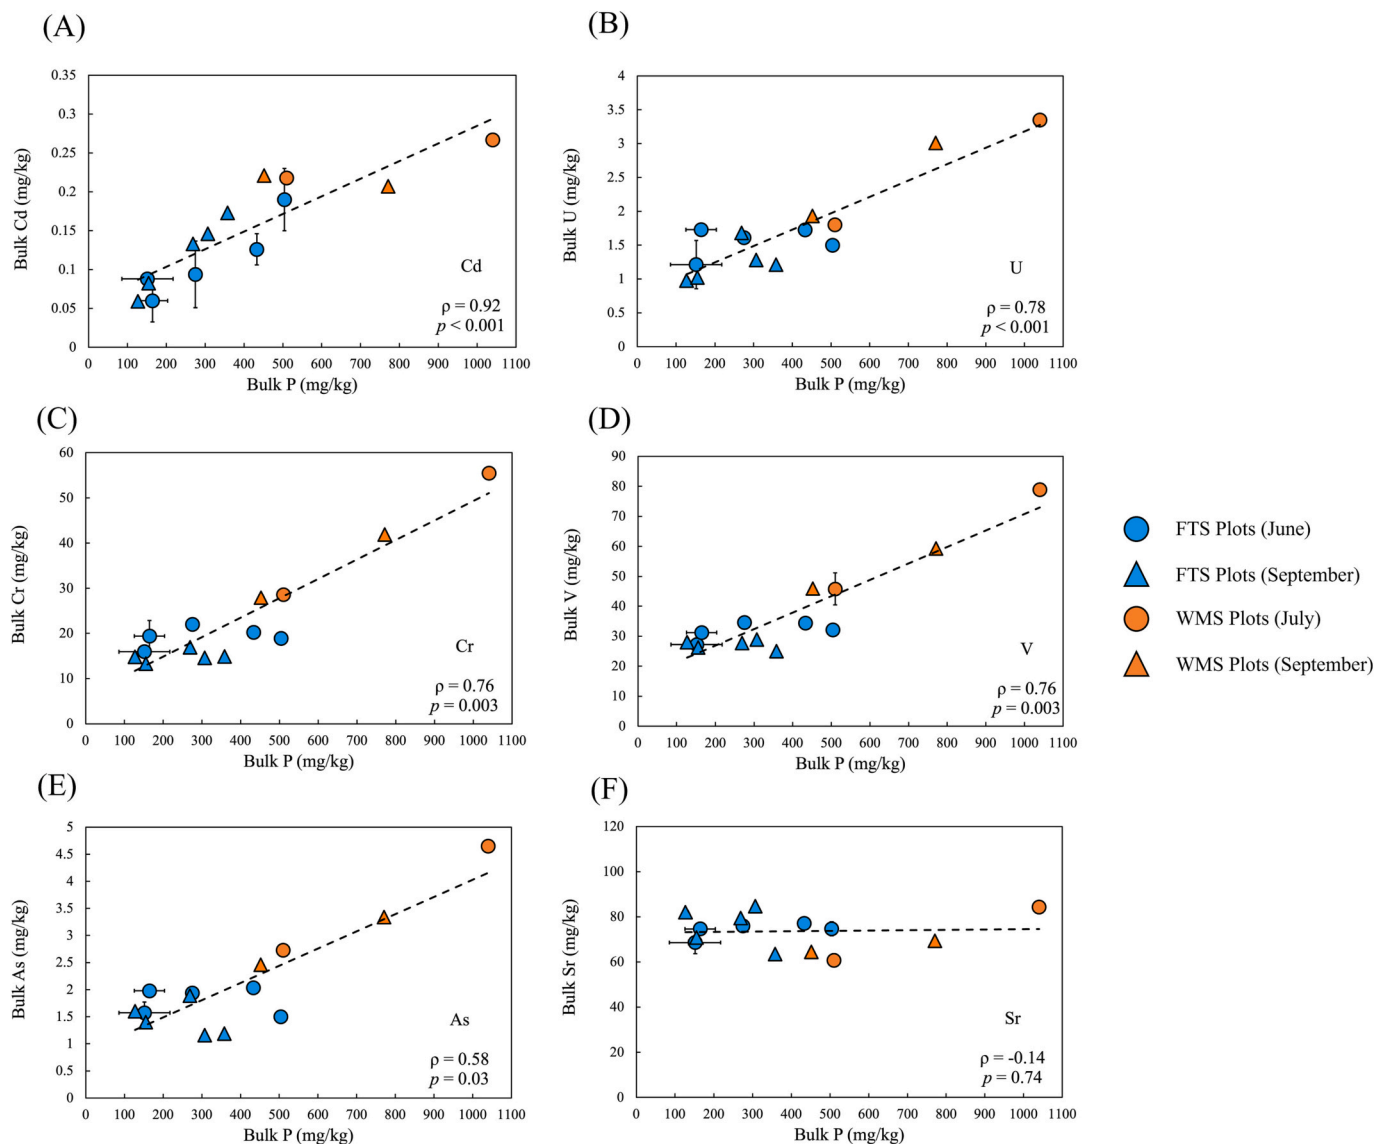 (A)
0.35
0.3
0.25
0.2
0.15
0.1
0.05
0
Bulk Cd (mg/kg)
Cd
ρ = 0.92
p < 0.001
0 100 200 300 400 500 600 700 800 900 1000 1100
Bulk P (mg/kg)
(B)
4
3.5
3
2.5
2
1.5
1
0.5
0
Bulk U (mg/kg)
U
ρ = 0.78
p < 0.001
0 100 200 300 400 500 600 700 800 900 1000 1100
Bulk P (mg/kg)
(C)
60
50
40
30
20
10
0
Bulk Cr (mg/kg)
Cr
ρ = 0.76
p = 0.003
0 100 200 300 400 500 600 700 800 900 1000 1100
Bulk P (mg/kg)
(D)
90
80
70
60
50
40
30
20
10
0
Bulk V (mg/kg)
V
ρ = 0.76
p = 0.003
0 100 200 300 400 500 600 700 800 900 1000 1100
Bulk P (mg/kg)
FTS Plots (June)
FTS Plots (September)
WMS Plots (July)
WMS Plots (September)
(E)
5
4.5
4
3.5
3
2.5
2
1.5
1
0.5
0
Bulk As (mg/kg)
As
ρ = 0.58
p = 0.03
0 100 200 300 400 500 600 700 800 900 1000 1100
Bulk P (mg/kg)
(F)
120
100
80
60
40
20
0
Bulk Sr (mg/kg)
Sr
ρ = -0.14
p = 0.74
0 100 200 300 400 500 600 700 800 900 1000 1100
Bulk P (mg/kg)